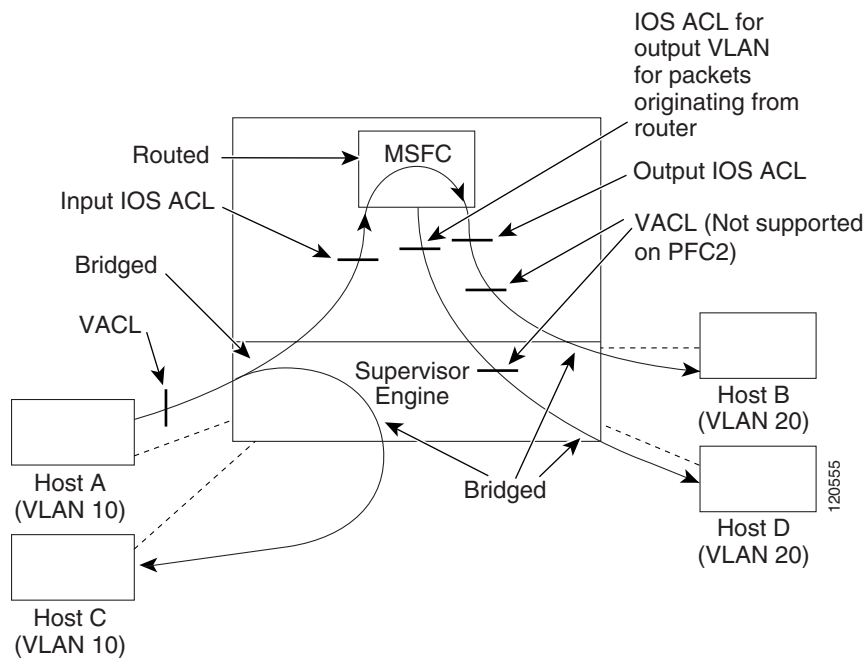 IOS ACL for
output VLAN
for packets
originating from
router
Routed
MSFC
Output IOS ACL
Input IOS ACL
VACL (Not supported
on PFC2)
Bridged
VACL
Supervisor
Engine
Host B
(VLAN 20)
Host A
(VLAN 10)
Bridged
Host D
(VLAN 20)
120555
Host C
(VLAN 10)